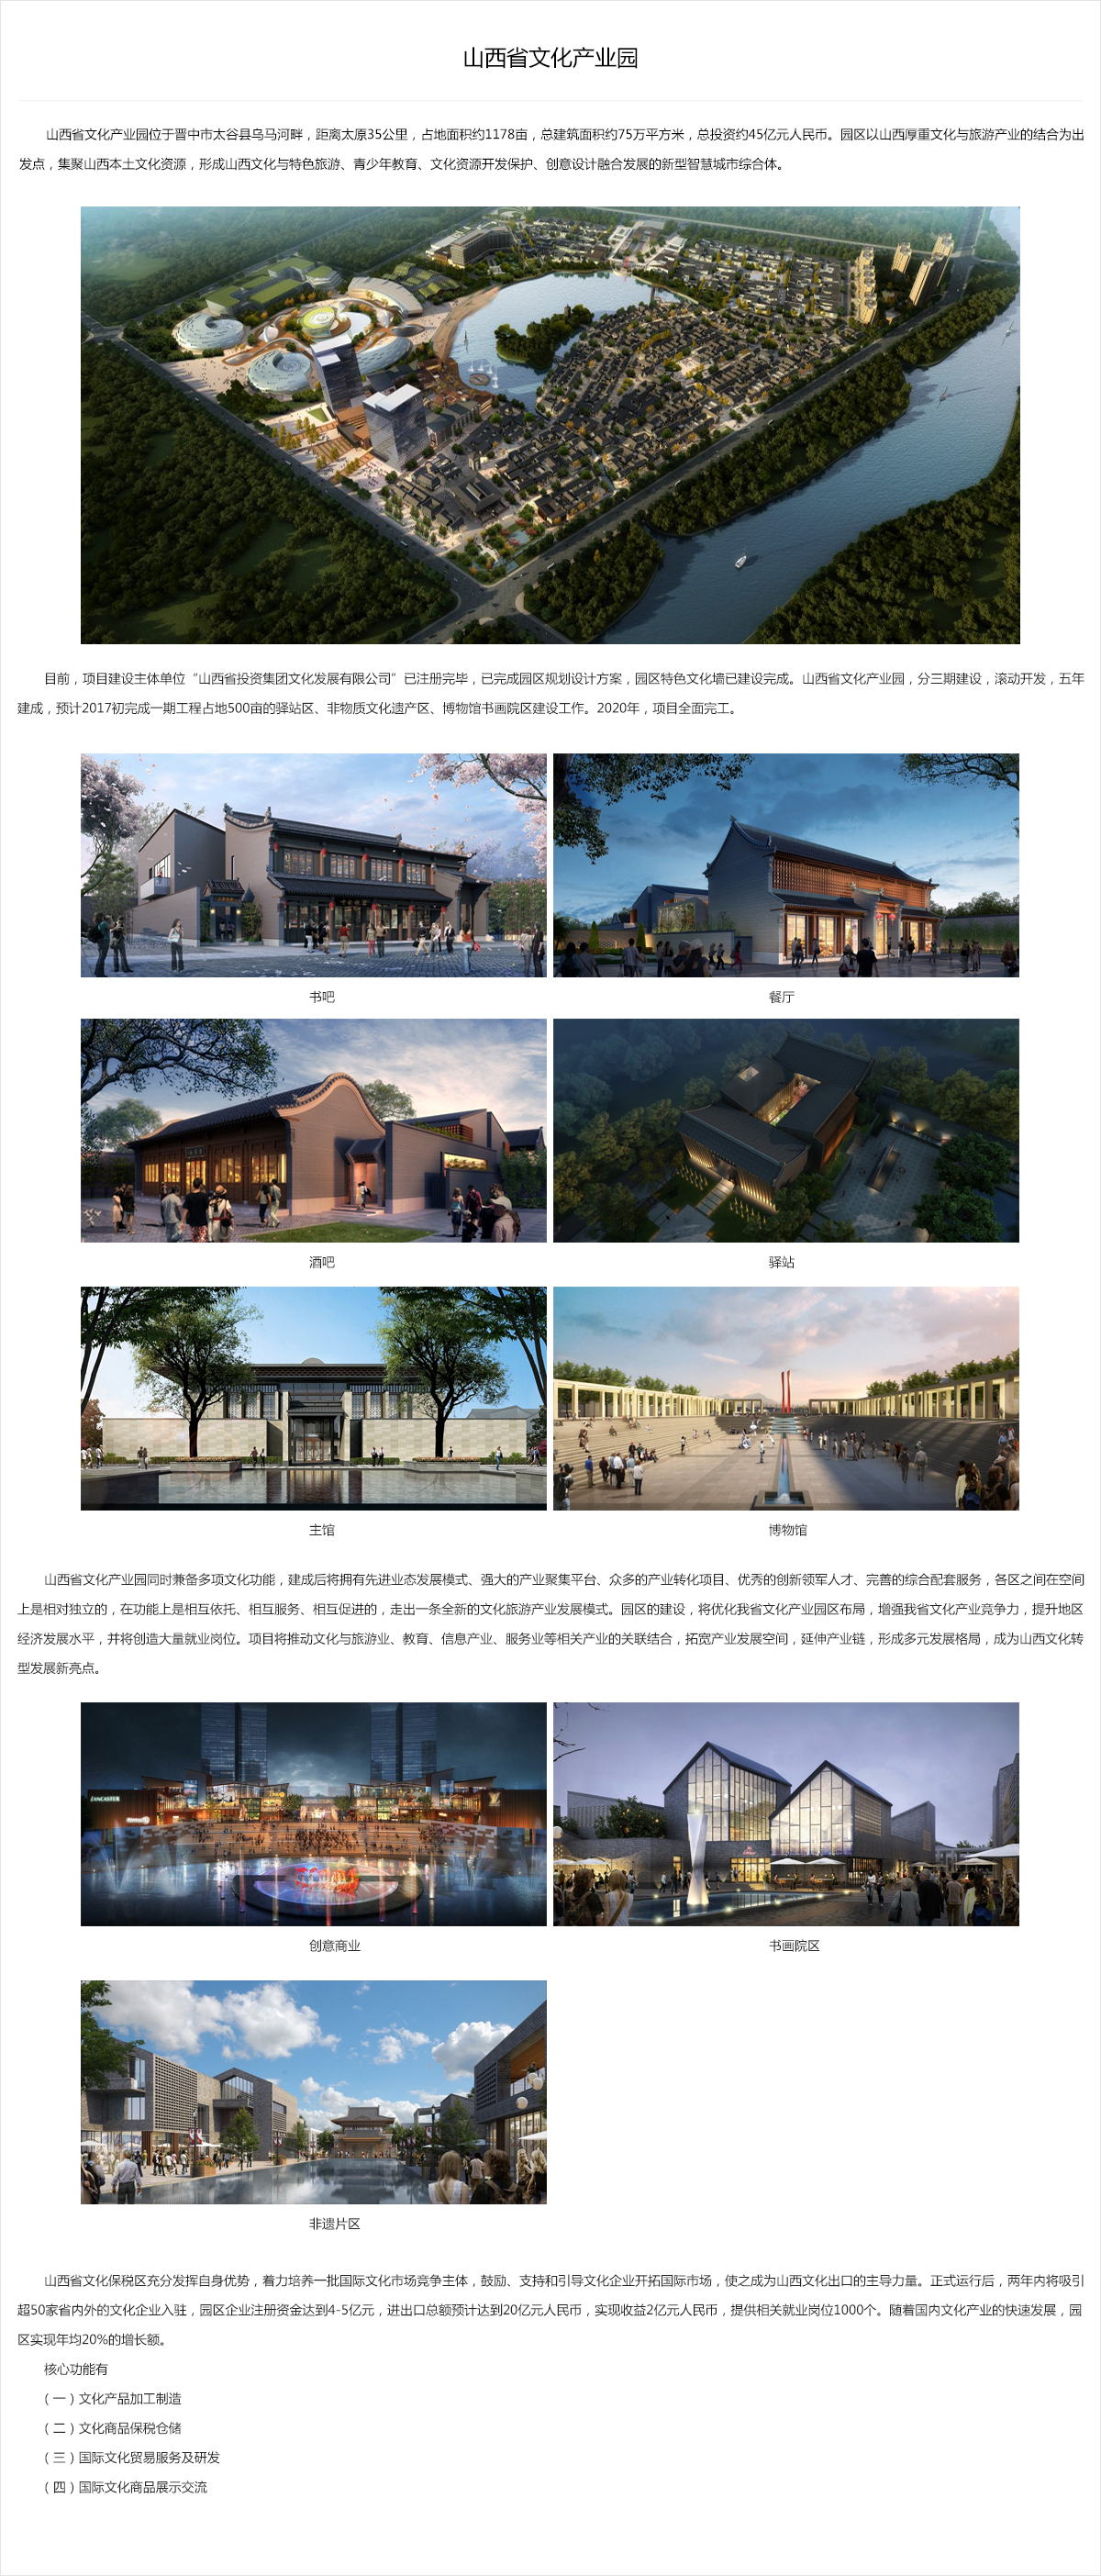 山西省文化产业园
山西省文化产业园位于晋中市太谷县乌马河畔，距离太原35公里，占地面积约1178亩，总建筑面积约75万平方米，总投资约45亿元人民币。园区以山西厚重文化与旅游产业的结合为出
发点，集聚山西本土文化资源，形成山西文化与特色旅游、青少年教育、文化资源开发保护、创意设计融合发展的新型智慧城市综合体。
目前，项目建设主体单位“山西省投资集团文化发展有限公司”已注册完毕，已完成园区规划设计方案，园区特色文化墙已建设完成。山西省文化产业园，分三期建设，滚动开发，五年
建成，预计2017初完成一期工程占地500亩的驿站区、非物质文化遗产区、博物馆书画院区建设工作。2020年，项目全面完工。
书吧
餐厅
酒吧
驿站
主馆
博物馆
山西省文化产业园同时兼备多项文化功能，建成后将拥有先进业态发展模式、强大的产业聚集平台、众多的产业转化项目、优秀的创新领军人才、完善的综合配套服务，各区之间在空间
上是相对独立的，在功能上是相互依托、相互服务、相互促进的，走出一条全新的文化旅游产业发展模式。园区的建设，将优化我省文化产业园区布局，增强我省文化产业竞争力，提升地区
经济发展水平，并将创造大量就业岗位。项目将推动文化与旅游业、教育、信息产业、服务业等相关产业的关联结合，拓宽产业发展空间，延伸产业链，形成多元发展格局，成为山西文化转
型发展新亮点。
LANCASTER
创意商业
书画院区
非遗片区
山西省文化保税区充分发挥自身优势，着力培养一批国际文化市场竞争主体，鼓励、支持和引导文化企业开拓国际市场，使之成为山西文化出口的主导力量。正式运行后，两年内将吸引
超50家省内外的文化企业入驻，园区企业注册资金达到4-5亿元，进出口总额预计达到20亿元人民币，实现收益2亿元人民币，提供相关就业岗位1000个。随着国内文化产业的快速发展，园
区实现年均20%的增长额。
核心功能有
（一）文化产品加工制造
（二）文化商品保税仓储
（三）国际文化贸易服务及研发
（四）国际文化商品展示交流